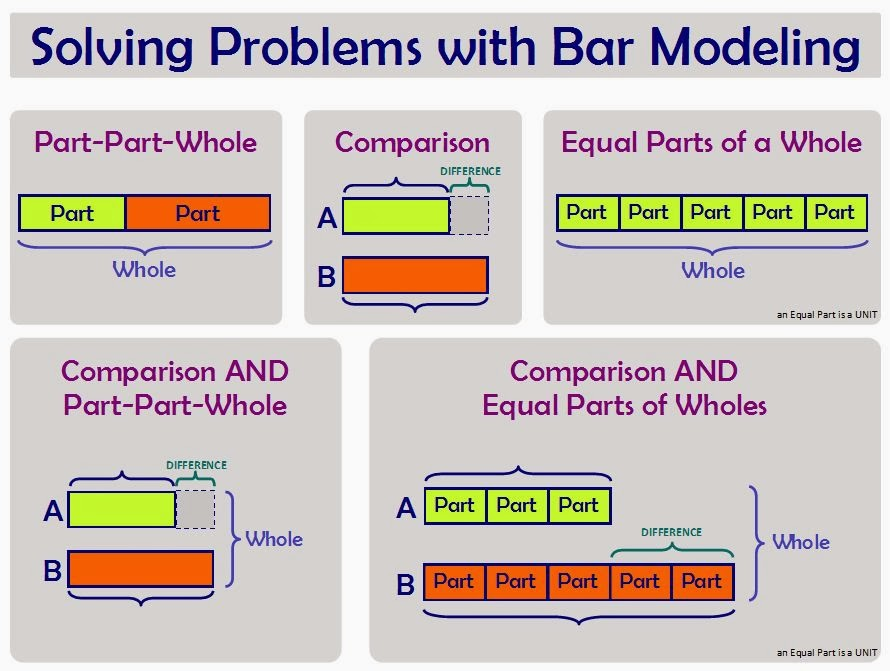 Solving Problems with Bar Modeling
Part-Part-Whole
Part Part
Whole
Comparison
DIFFERENCE
A
B
Equal Parts of a Whole
Part Part Part Part Part
Whole
an Equal Part is a UNIT
Comparison AND
Part-Part-Whole
DIFFERENCE
A
Whole
B
Comparison AND
Equal Parts of Wholes
A Part Part Part
DIFFERENCE
Whole
B Part Part Part Part Part
an Equal Part is a UNIT